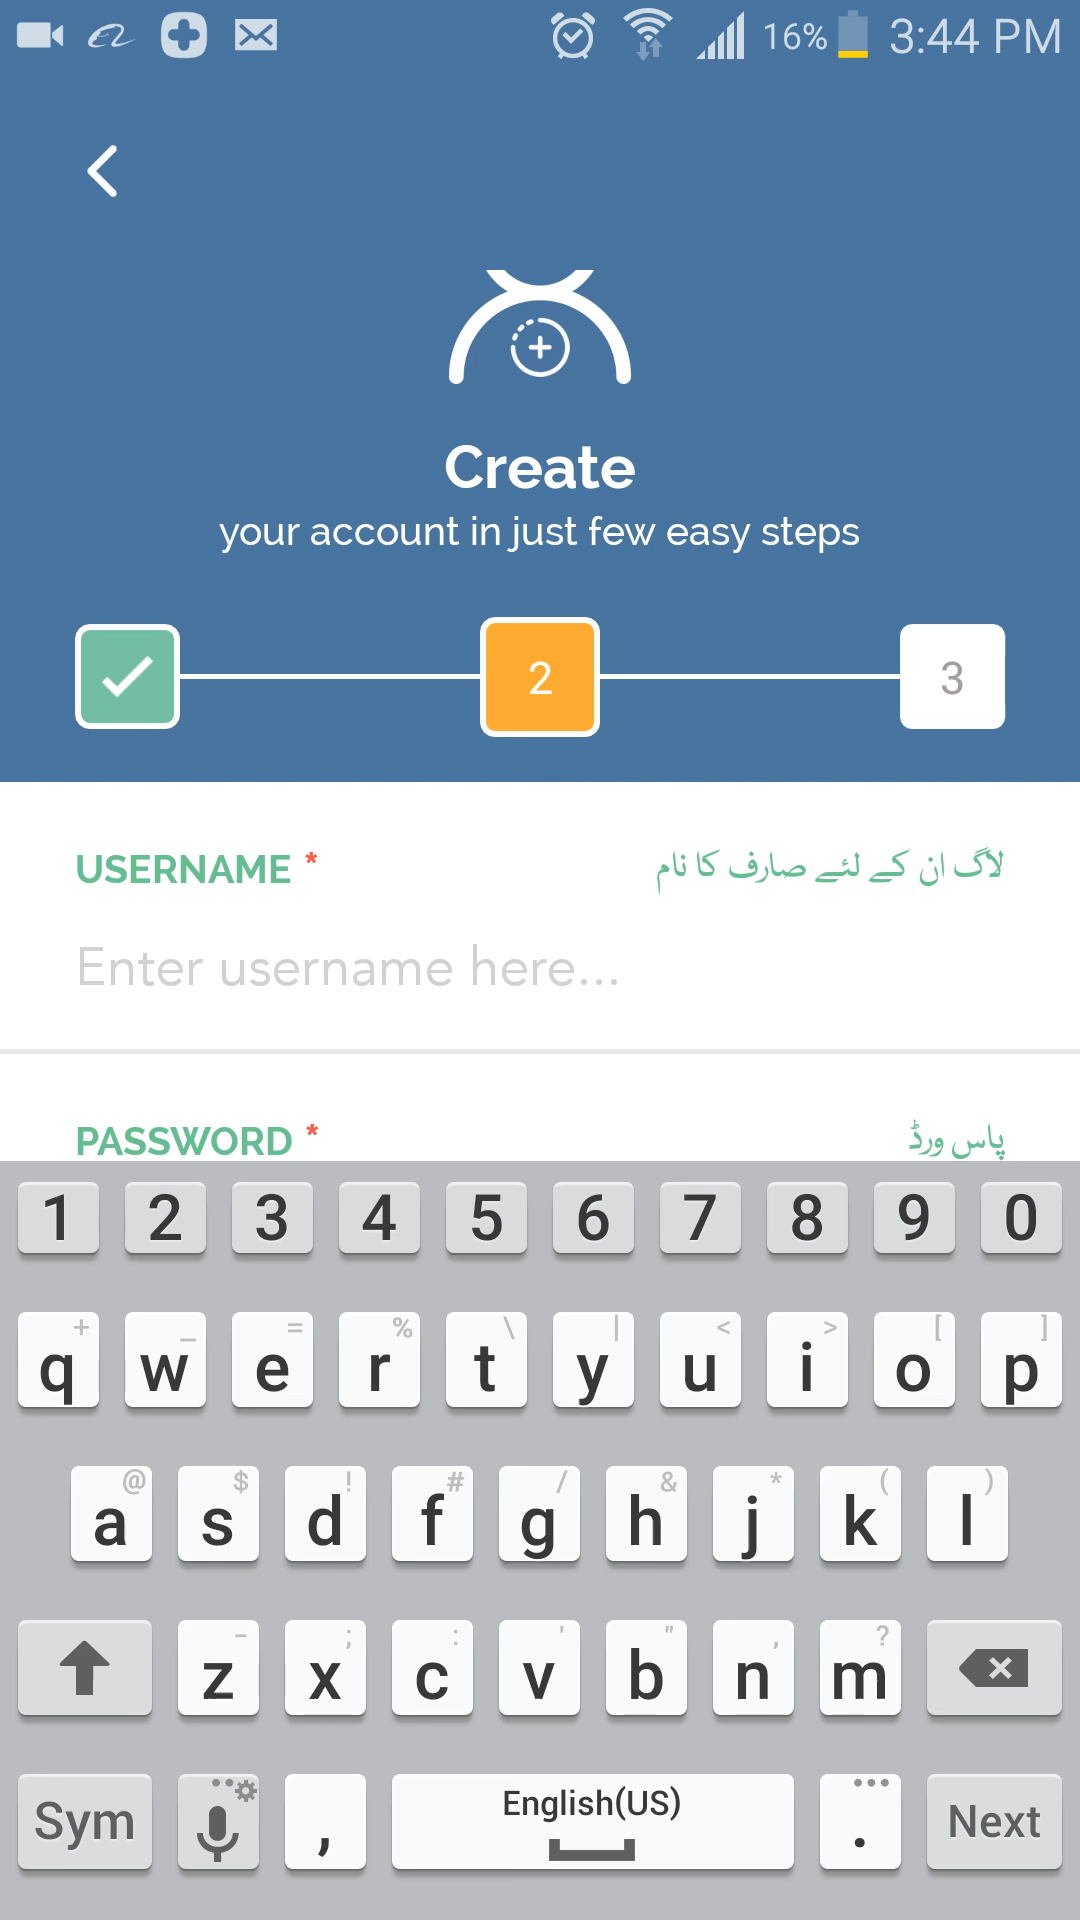 16% 3:44 PM
Create
your account in just few easy steps
2 3
USERNAME * لاگ ان کے لئے صارف کا نام
Enter username here...
PASSWORD * پاس ورڈ
1 2 3 4 5 6 7 8 9 0
+ _ = % \ | < > [ ]
q w e r t y u i o p
@ $ ! # / & * ( )
a s d f g h j k l
- ; : ' " , ?
z x c v b n m
Sym , English(US) . Next